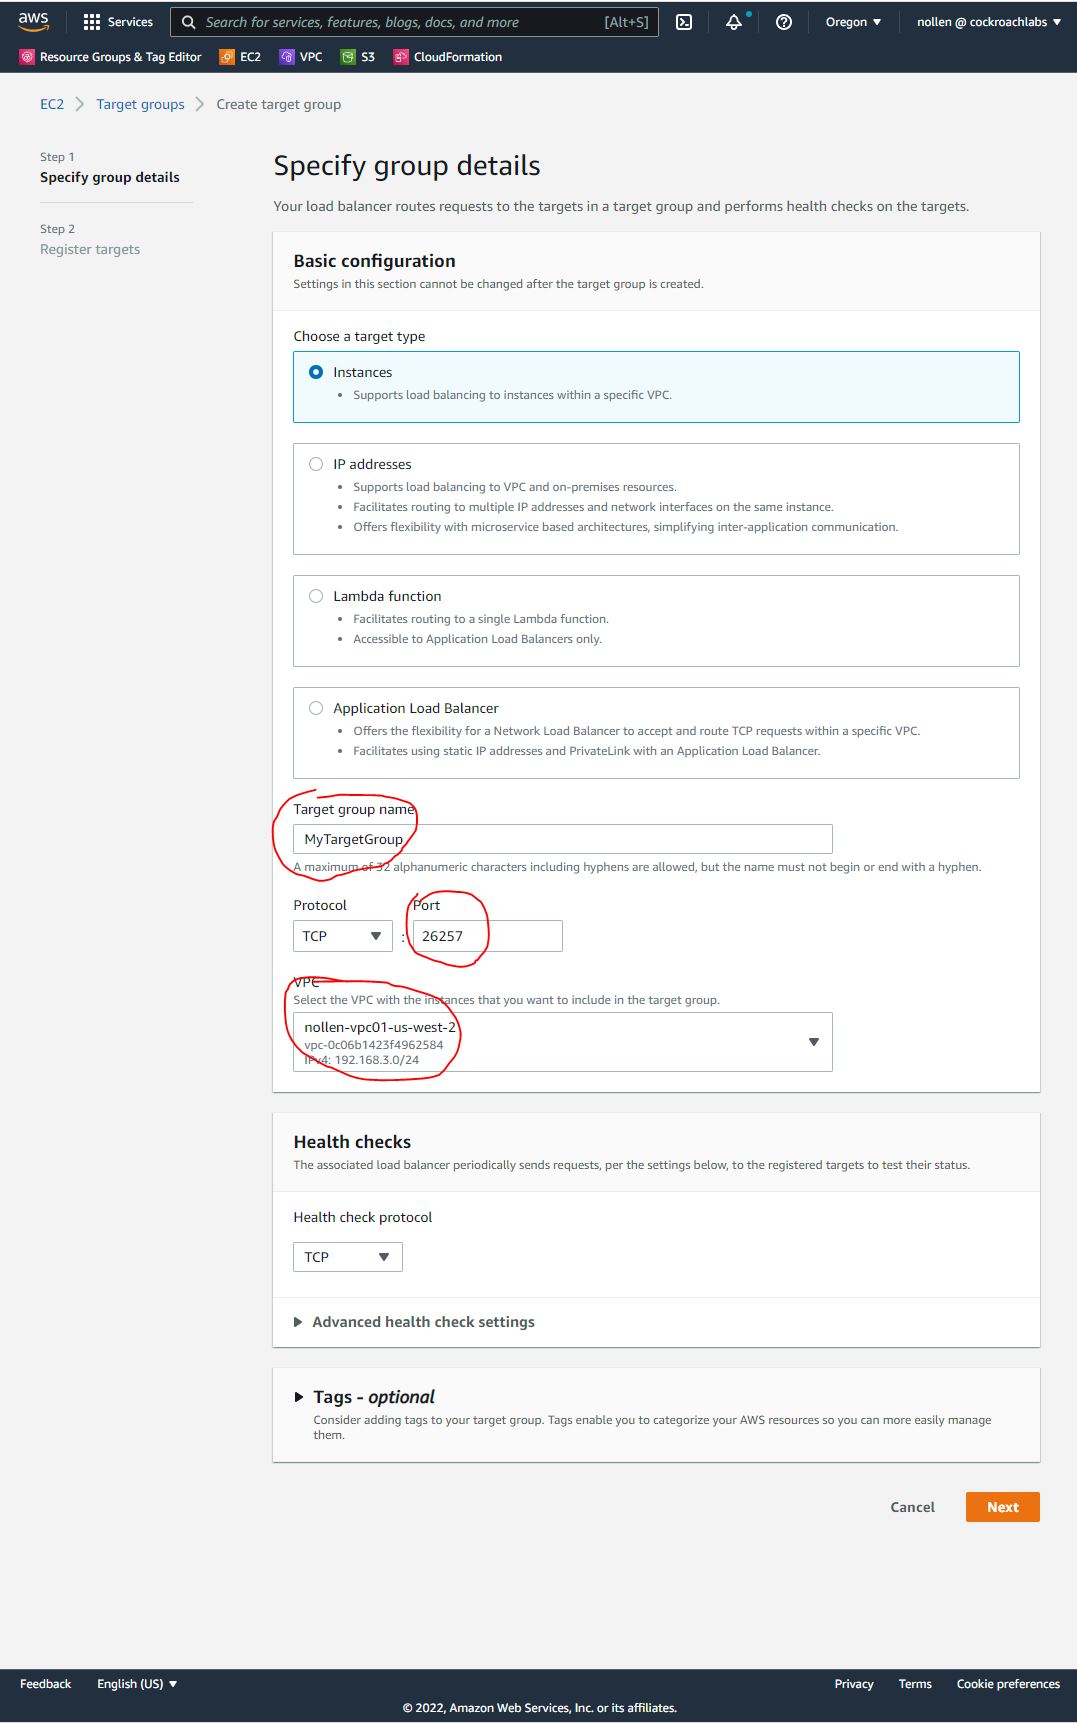 aws
Services
Search for services, features, blogs, docs, and more
[Alt+S]
Oregon
nollen @ cockroachlabs
Resource Groups & Tag Editor
EC2
VPC
S3
CloudFormation
EC2
Target groups
Create target group
Step 1
Specify group details
Step 2
Register targets
Specify group details
Your load balancer routes requests to the targets in a target group and performs health checks on the targets.
Basic configuration
Settings in this section cannot be changed after the target group is created.
Choose a target type
Instances
• Supports load balancing to instances within a specific VPC.
IP addresses
• Supports load balancing to VPC and on-premises resources.
• Facilitates routing to multiple IP addresses and network interfaces on the same instance.
• Offers flexibility with microservice based architectures, simplifying inter-application communication.
Lambda function
• Facilitates routing to a single Lambda function.
• Accessible to Application Load Balancers only.
Application Load Balancer
• Offers the flexibility for a Network Load Balancer to accept and route TCP requests within a specific VPC.
• Facilitates using static IP addresses and PrivateLink with an Application Load Balancer.
Target group name
MyTargetGroup
A maximum of 32 alphanumeric characters including hyphens are allowed, but the name must not begin or end with a hyphen.
Protocol
Port
TCP
:
26257
VPC
Select the VPC with the instances that you want to include in the target group.
nollen-vpc01-us-west-2
vpc-0c06b1423f4962584
IPv4: 192.168.3.0/24
Health checks
The associated load balancer periodically sends requests, per the settings below, to the registered targets to test their status.
Health check protocol
TCP
Advanced health check settings
Tags - optional
Consider adding tags to your target group. Tags enable you to categorize your AWS resources so you can more easily manage
them.
Cancel
Next
Feedback
English (US)
Privacy
Terms
Cookie preferences
© 2022, Amazon Web Services, Inc. or its affiliates.